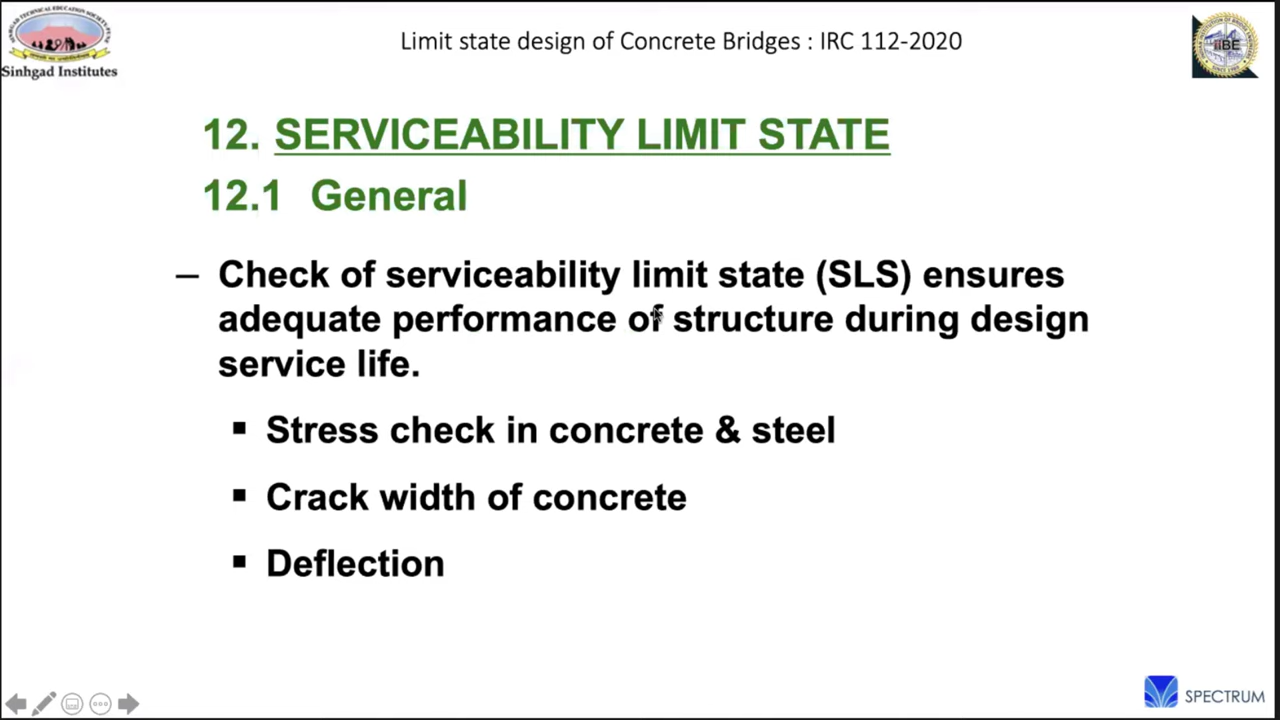 Limit state design of Concrete Bridges : IRC 112-2020
Sinhgad Institutes
iiBE
12. SERVICEABILITY LIMIT STATE
12.1 General
– Check of serviceability limit state (SLS) ensures
adequate performance of structure during design
service life.
▪ Stress check in concrete & steel
▪ Crack width of concrete
▪ Deflection
SPECTRUM